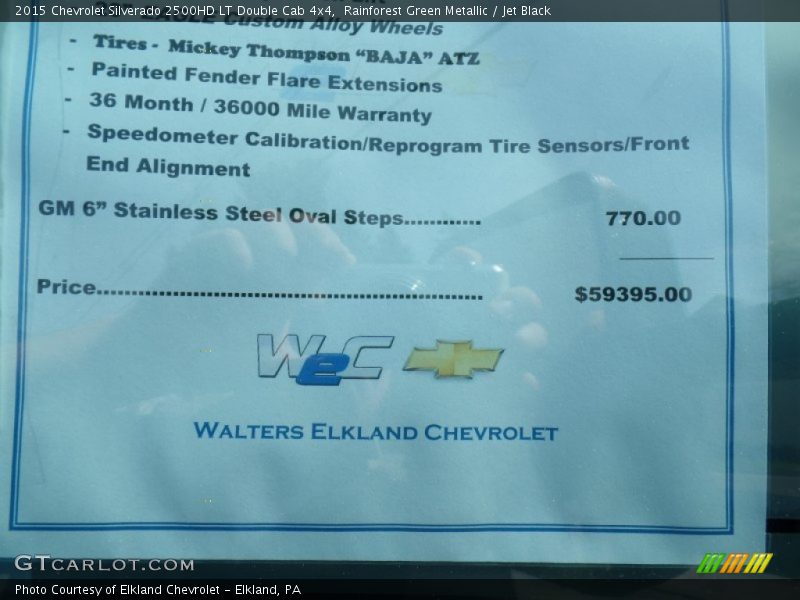 2015 Chevrolet Silverado 2500HD LT Double Cab 4x4, Rainforest Green Metallic / Jet Black
EAGLE Custom Alloy Wheels
- Tires - Mickey Thompson “BAJA” ATZ
- Painted Fender Flare Extensions
- 36 Month / 36000 Mile Warranty
- Speedometer Calibration/Reprogram Tire Sensors/Front
End Alignment
GM 6” Stainless Steel Oval Steps............. 770.00
Price........................................................ $59395.00
WeC
WALTERS ELKLAND CHEVROLET
GTCARLOT.COM
Photo Courtesy of Elkland Chevrolet - Elkland, PA